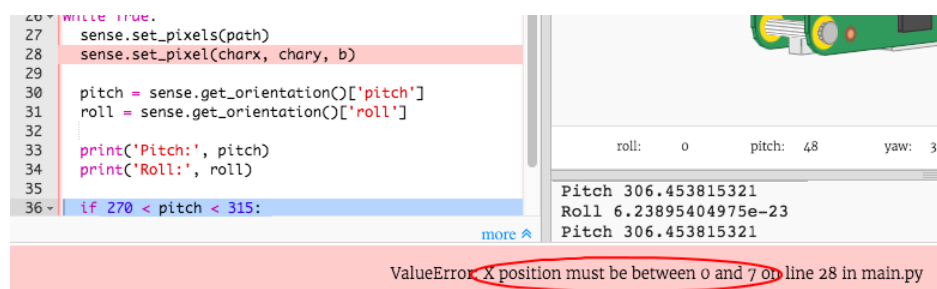 26 while True:
27 sense.set_pixels(path)
28 sense.set_pixel(charx, chary, b)
29
30 pitch = sense.get_orientation()['pitch']
31 roll = sense.get_orientation()['roll']
32
33 print('Pitch:', pitch)
34 print('Roll:', roll)
35
36 if 270 < pitch < 315:
more
roll: 0 pitch: 48 yaw: 3
Pitch 306.453815321
Roll 6.23895404975e-23
Pitch 306.453815321
ValueError: X position must be between 0 and 7 on line 28 in main.py